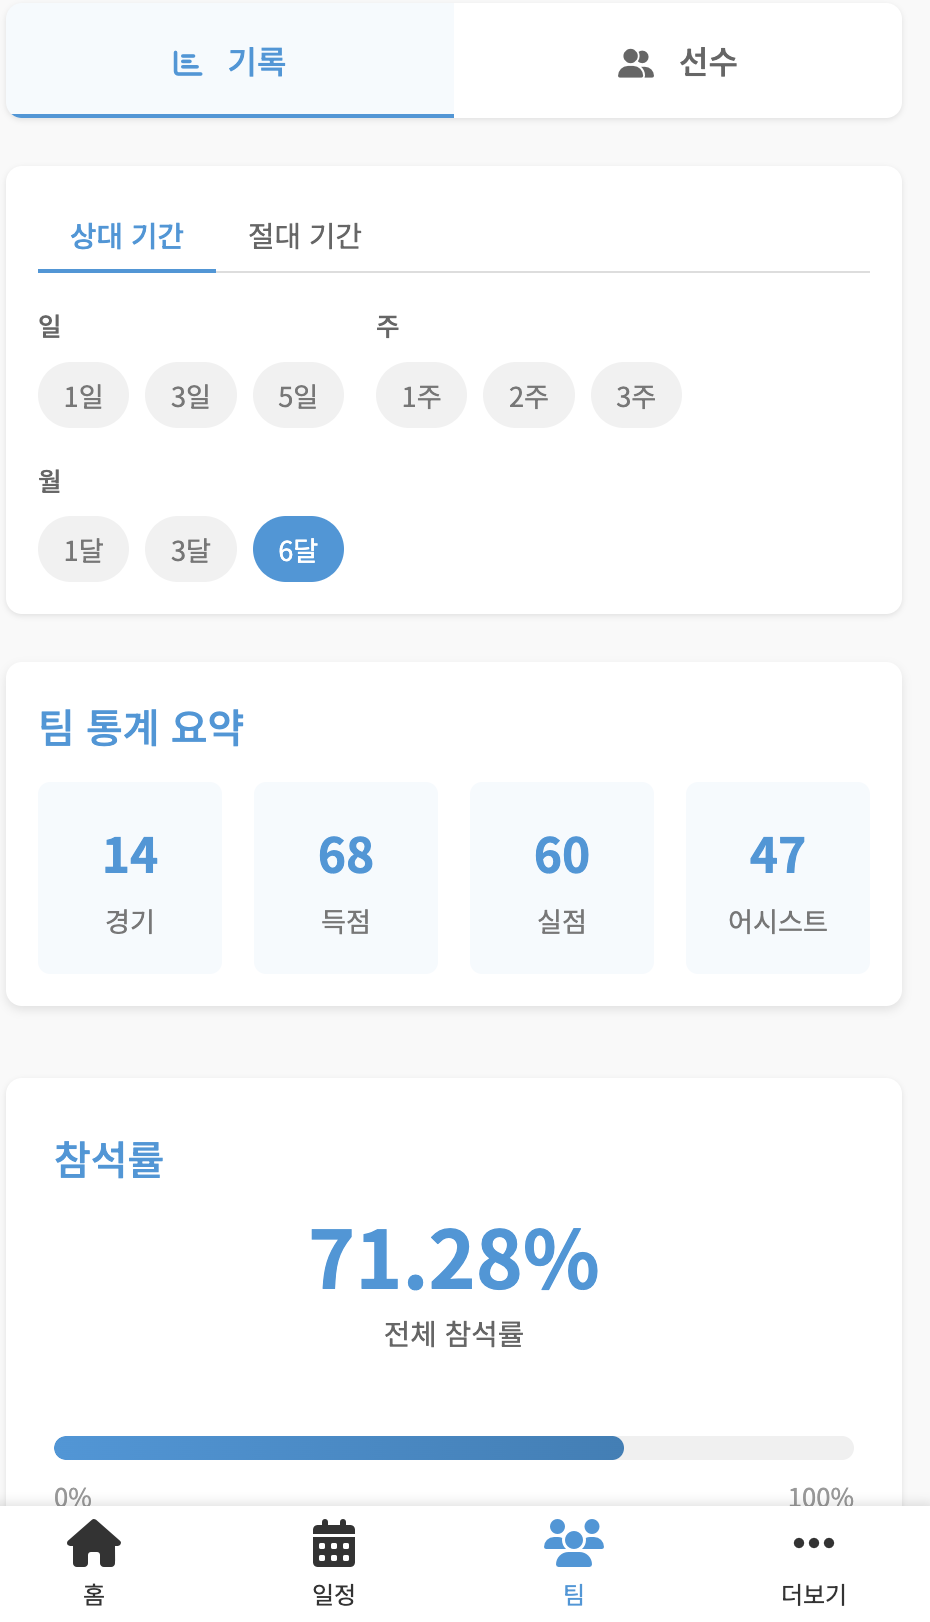 기록 선수
상대 기간 절대 기간
일 주
1일 3일 5일 1주 2주 3주
월
1달 3달 6달
팀 통계 요약
14 68 60 47
경기 득점 실점 어시스트
참석률
71.28%
전체 참석률
0% 100%
홈 일정 팀 더보기